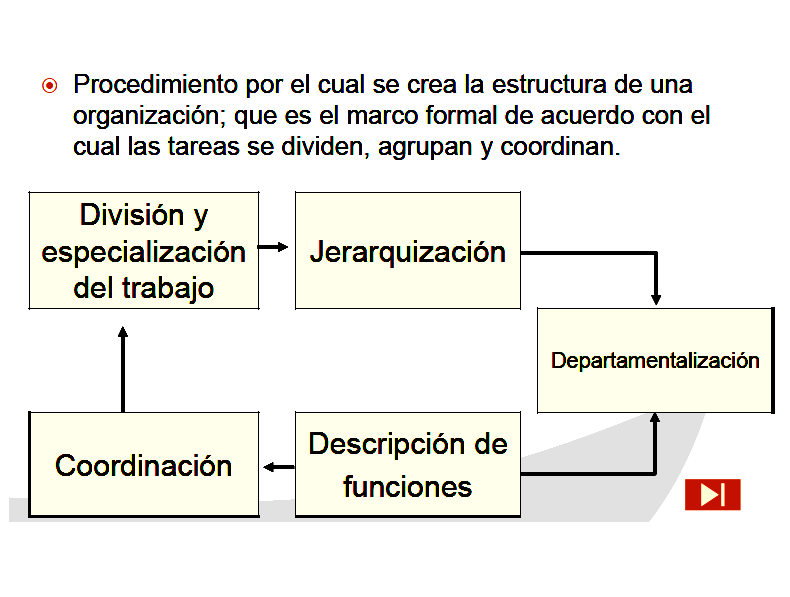 Procedimiento por el cual se crea la estructura de una
organización; que es el marco formal de acuerdo con el
cual las tareas se dividen, agrupan y coordinan.
División y
especialización
del trabajo
Jerarquización
Departamentalización
Coordinación
Descripción de
funciones